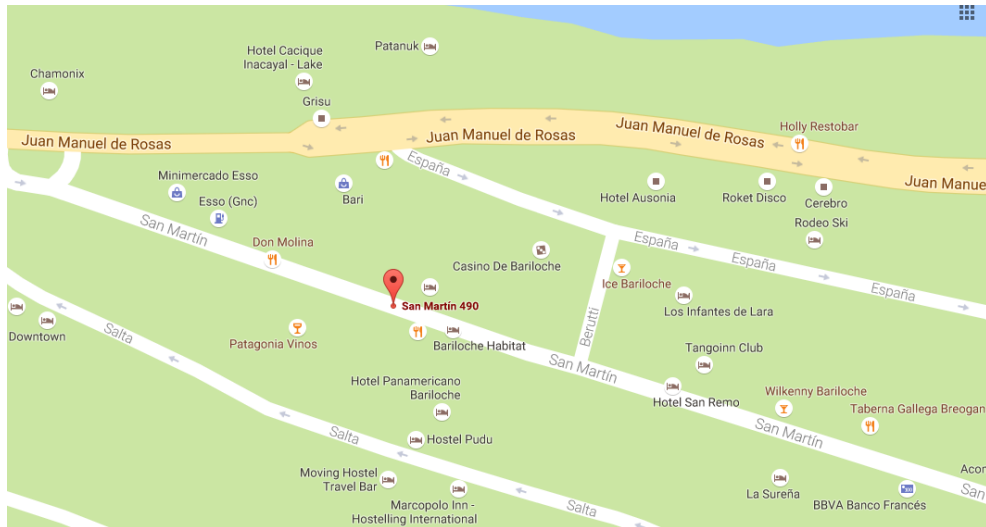 Patanuk
Hotel Cacique
Inacayal - Lake
Chamonix
Grisu
Juan Manuel de Rosas
Juan Manuel de Rosas
Juan Manuel de Rosas
Holly Restobar
Juan Manue
España
Minimercado Esso
Esso (Gnc)
Bari
Hotel Ausonia
Roket Disco
Cerebro
Rodeo Ski
San Martín
Don Molina
España
España
España
Casino De Bariloche
Ice Bariloche
Los Infantes de Lara
San Martín 490
Downtown
Salta
Patagonia Vinos
Bariloche Habitat
Berutti
Tangoinn Club
San Martín
Hotel Panamericano
Bariloche
Hotel San Remo
Wilkenny Bariloche
Taberna Gallega Breogan
San Martín
Salta
Hostel Pudu
Moving Hostel
Travel Bar
Marcopolo Inn -
Hostelling International
Salta
La Sureña
BBVA Banco Francés
Acor
San